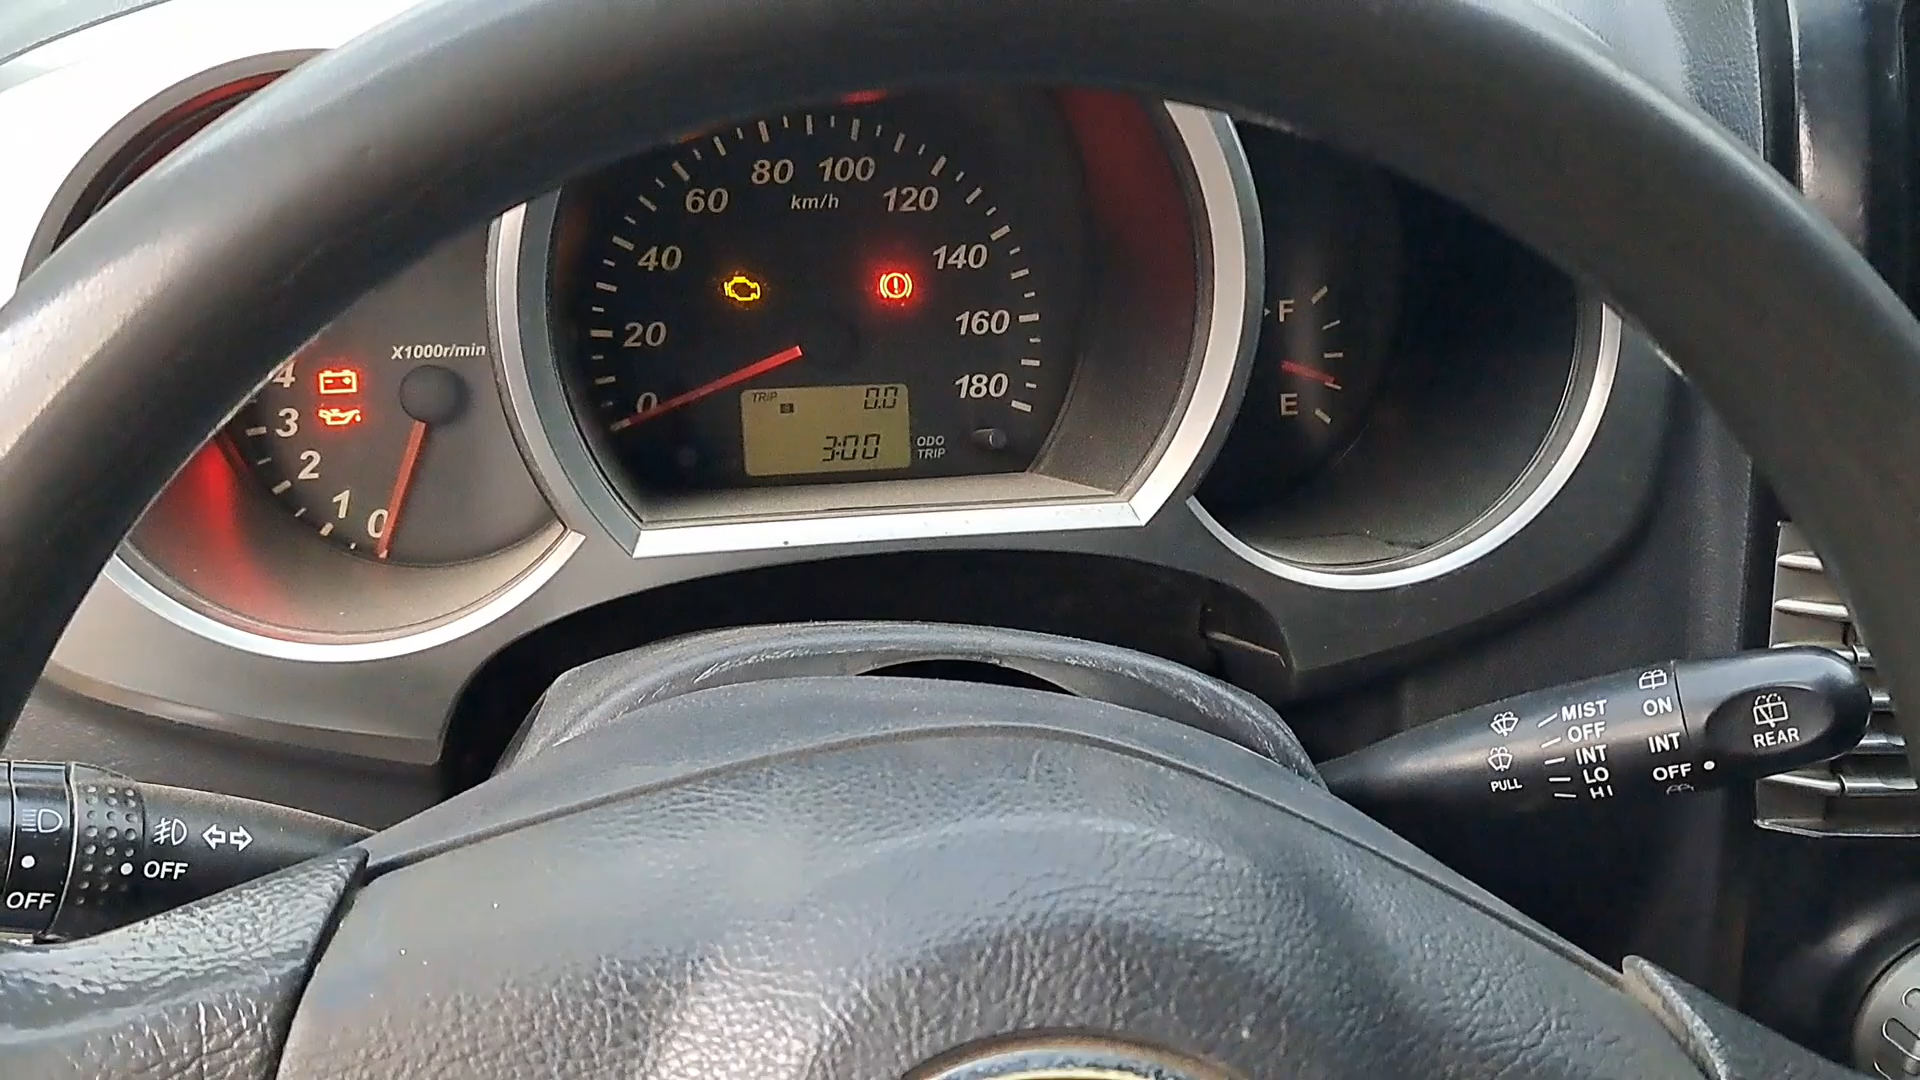 X1000r/min
4
3
2
1
0
80 100
60 km/h 120
40 140
20 160
0 180
TRIP 0.0
3:00
ODO
TRIP
F
E
OFF
OFF
MIST
OFF
INT
LO
HI
PULL
ON
INT
OFF
REAR